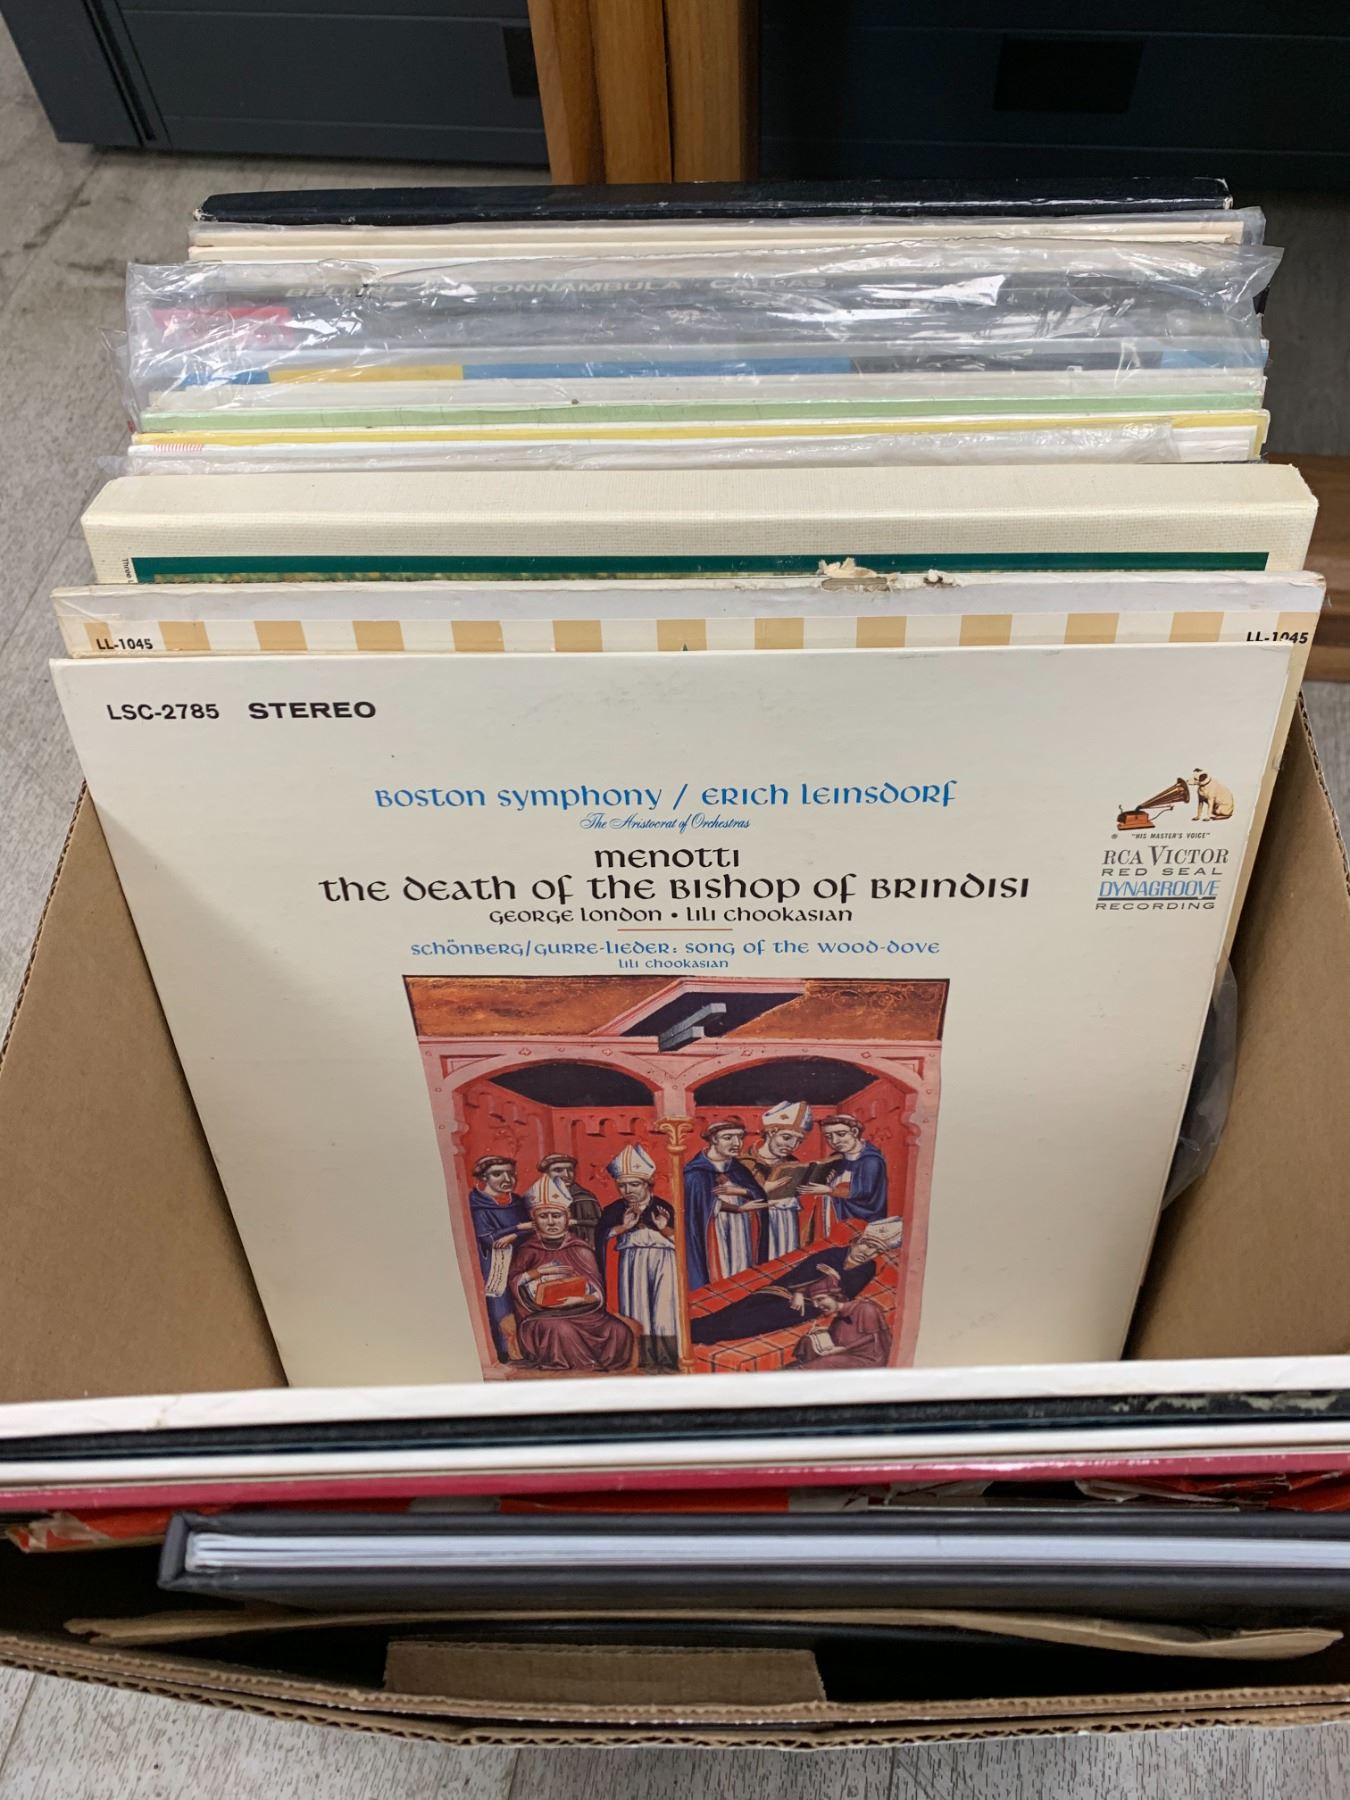 SONNAMBULA CALLAS
Three L
LL-1045
LL-1045
LSC-2785 STEREO
Boston Symphony / Erich Leinsdorf
The Aristocrat of Orchestras
Menotti
The Death of the Bishop of Brindisi
George London • Lili Chookasian
Schönberg/Gurre-Lieder: Song of the Wood-Dove
Lili Chookasian
® "HIS MASTER'S VOICE"
RCA VICTOR
RED SEAL
DYNAGROOVE
RECORDING